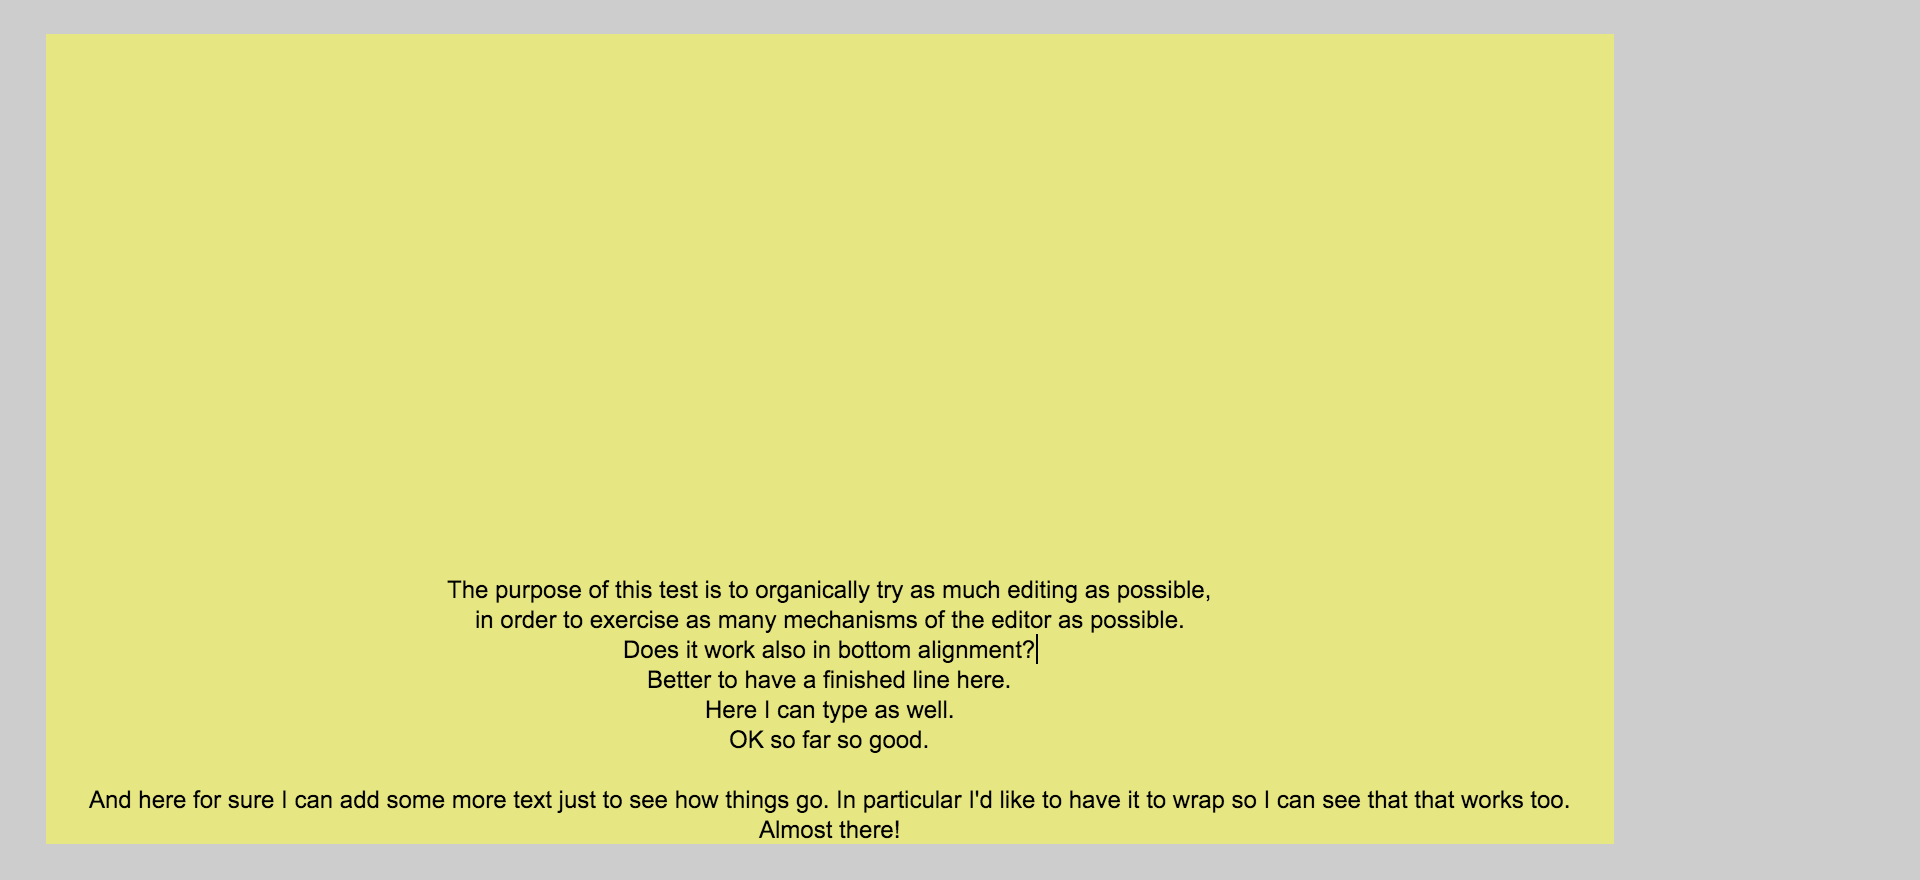 The purpose of this test is to organically try as much editing as possible,
in order to exercise as many mechanisms of the editor as possible.
Does it work also in bottom alignment?
Better to have a finished line here.
Here I can type as well.
OK so far so good.

And here for sure I can add some more text just to see how things go. In particular I'd like to have it to wrap so I can see that that works too.
Almost there!